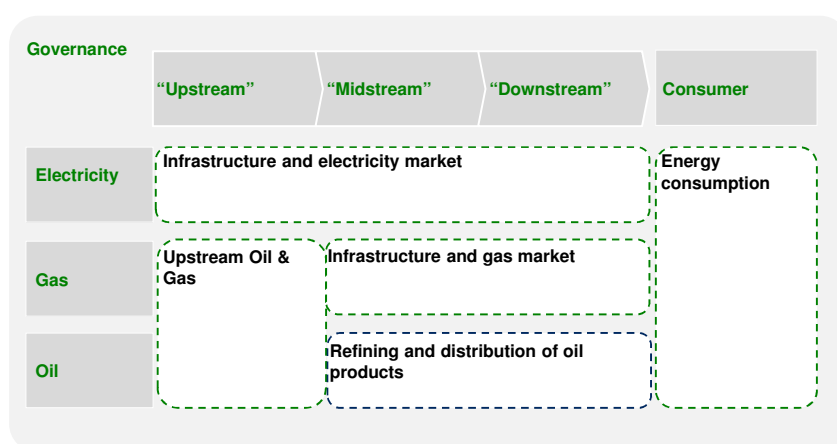 Governance
“Upstream”
“Midstream”
“Downstream”
Consumer
Electricity
Infrastructure and electricity market
Energy
consumption
Gas
Upstream Oil &
Gas
Infrastructure and gas market
Oil
Refining and distribution of oil
products